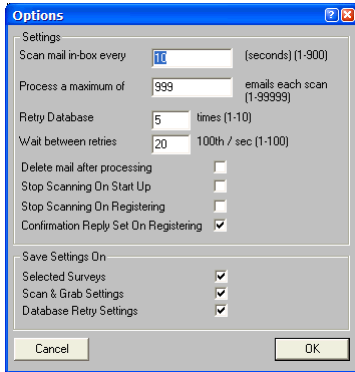 Options
Settings
Scan mail in-box every 10 (seconds) (1-900)
Process a maximum of 999 emails each scan
(1-99999)
Retry Database 5 times (1-10)
Wait between retries 20 100th / sec (1-100)
Delete mail after processing
Stop Scanning On Start Up
Stop Scanning On Registering
Confirmation Reply Set On Registering
Save Settings On
Selected Surveys
Scan & Grab Settings
Database Retry Settings
Cancel OK